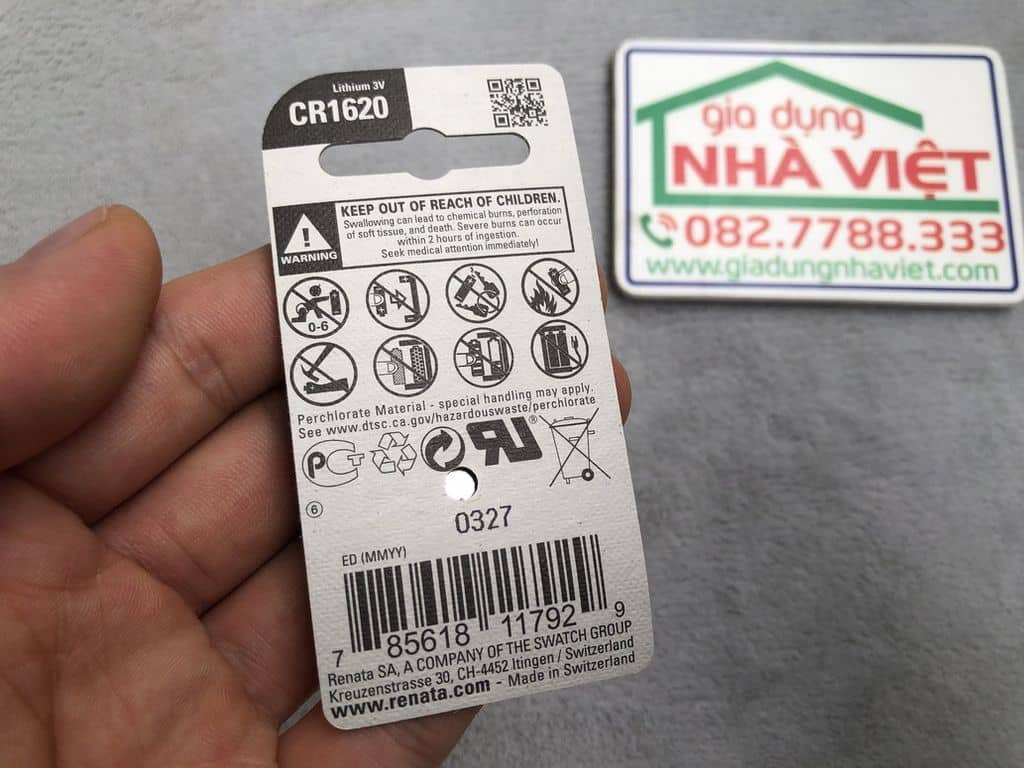 Lithium 3V
CR1620
KEEP OUT OF REACH OF CHILDREN.
Swallowing can lead to chemical burns, perforation
of soft tissue, and death. Severe burns can occur
within 2 hours of ingestion.
Seek medical attention immediately!
WARNING
0-6
Perchlorate Material - special handling may apply.
See www.dtsc.ca.gov/hazardouswaste/perchlorate
6
0327
ED (MMYY)
7 85618 11792 9
Renata SA, A COMPANY OF THE SWATCH GROUP
Kreuzenstrasse 30, CH-4452 Itingen / Switzerland
www.renata.com - Made in Switzerland
gia dụng
NHÀ VIỆT
082.7788.333
www.giadungnhaviet.com